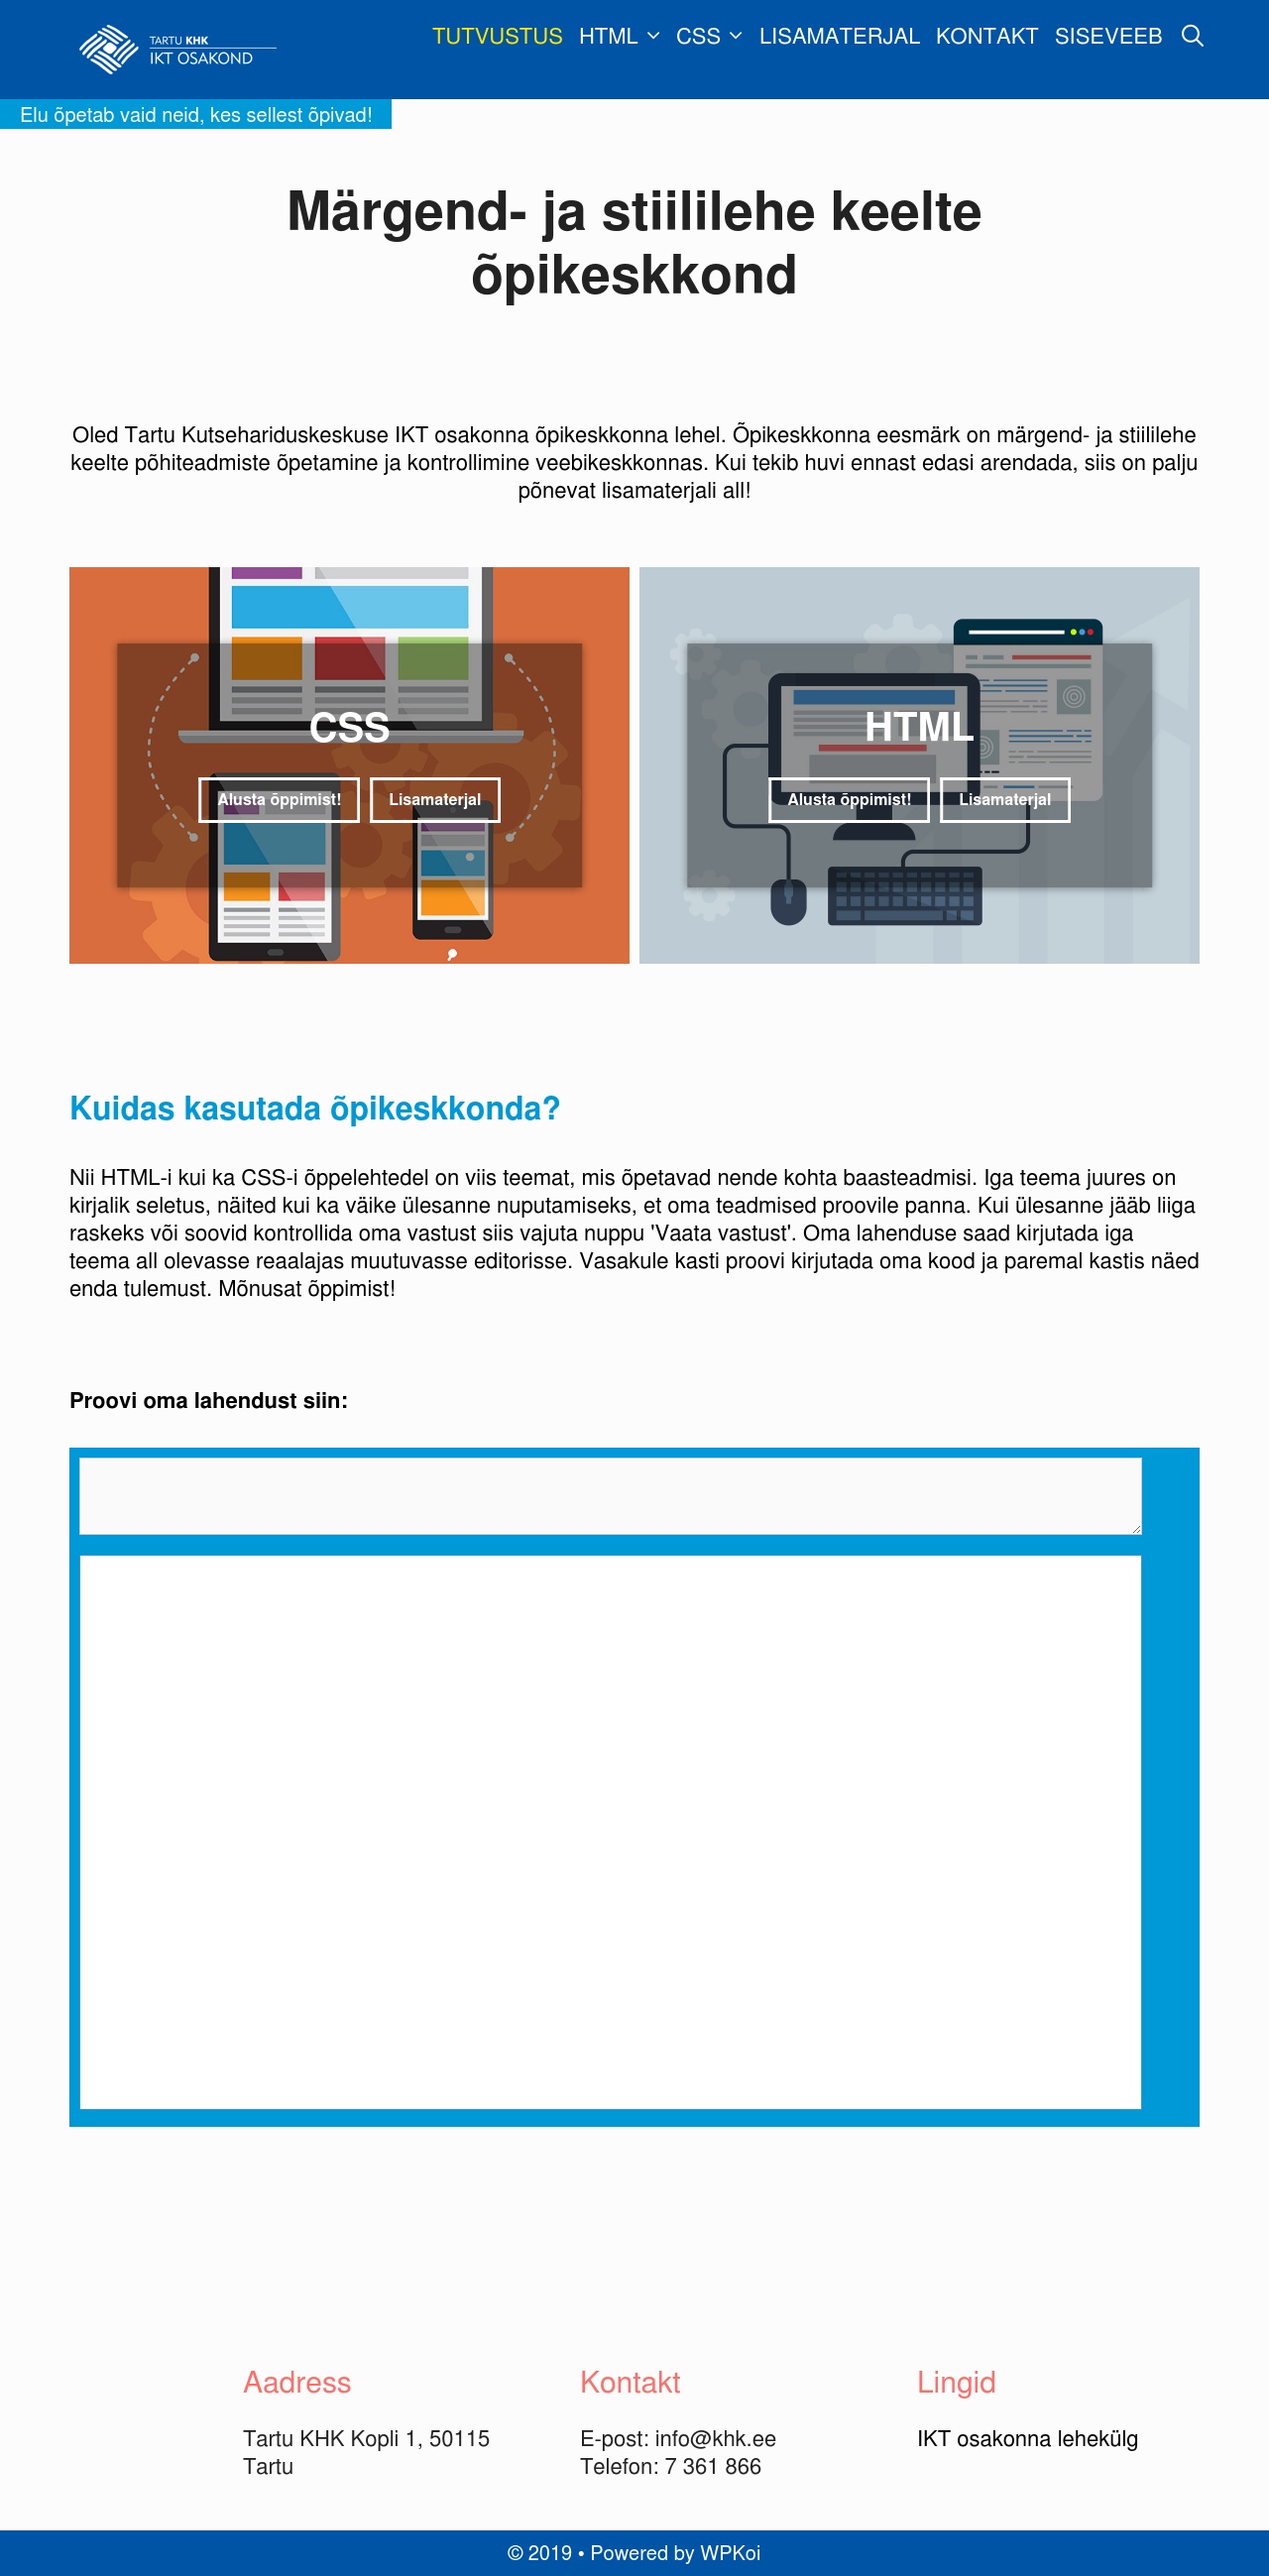 TARTU KHK
IKT OSAKOND
TUTVUSTUS HTML CSS LISAMATERJAL KONTAKT SISEVEEB
Elu õpetab vaid neid, kes sellest õpivad!
Märgend- ja stiililehe keelte
õpikeskkond
Oled Tartu Kutsehariduskeskuse IKT osakonna õpikeskkonna lehel. Õpikeskkonna eesmärk on märgend- ja stiililehe
keelte põhiteadmiste õpetamine ja kontrollimine veebikeskkonnas. Kui tekib huvi ennast edasi arendada, siis on palju
põnevat lisamaterjali all!
CSS
Alusta õppimist! Lisamaterjal
HTML
Alusta õppimist! Lisamaterjal
Kuidas kasutada õpikeskkonda?
Nii HTML-i kui ka CSS-i õppelehtedel on viis teemat, mis õpetavad nende kohta baasteadmisi. Iga teema juures on
kirjalik seletus, näited kui ka väike ülesanne nuputamiseks, et oma teadmised proovile panna. Kui ülesanne jääb liiga
raskeks või soovid kontrollida oma vastust siis vajuta nuppu 'Vaata vastust'. Oma lahenduse saad kirjutada iga
teema all olevasse reaalajas muutuvasse editorisse. Vasakule kasti proovi kirjutada oma kood ja paremal kastis näed
enda tulemust. Mõnusat õppimist!
Proovi oma lahendust siin:
Aadress
Tartu KHK Kopli 1, 50115
Tartu
Kontakt
E-post: info@khk.ee
Telefon: 7 361 866
Lingid
IKT osakonna lehekülg
© 2019 • Powered by WPKoi